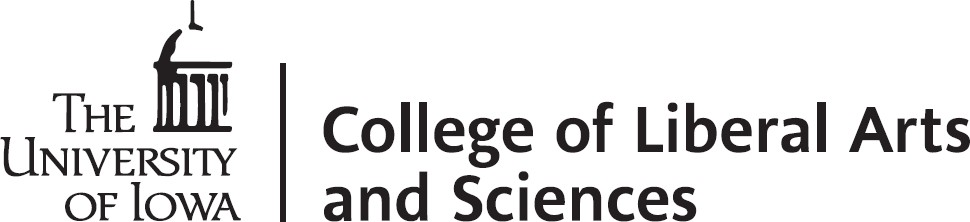 THE
UNIVERSITY
OF IOWA
College of Liberal Arts
and Sciences